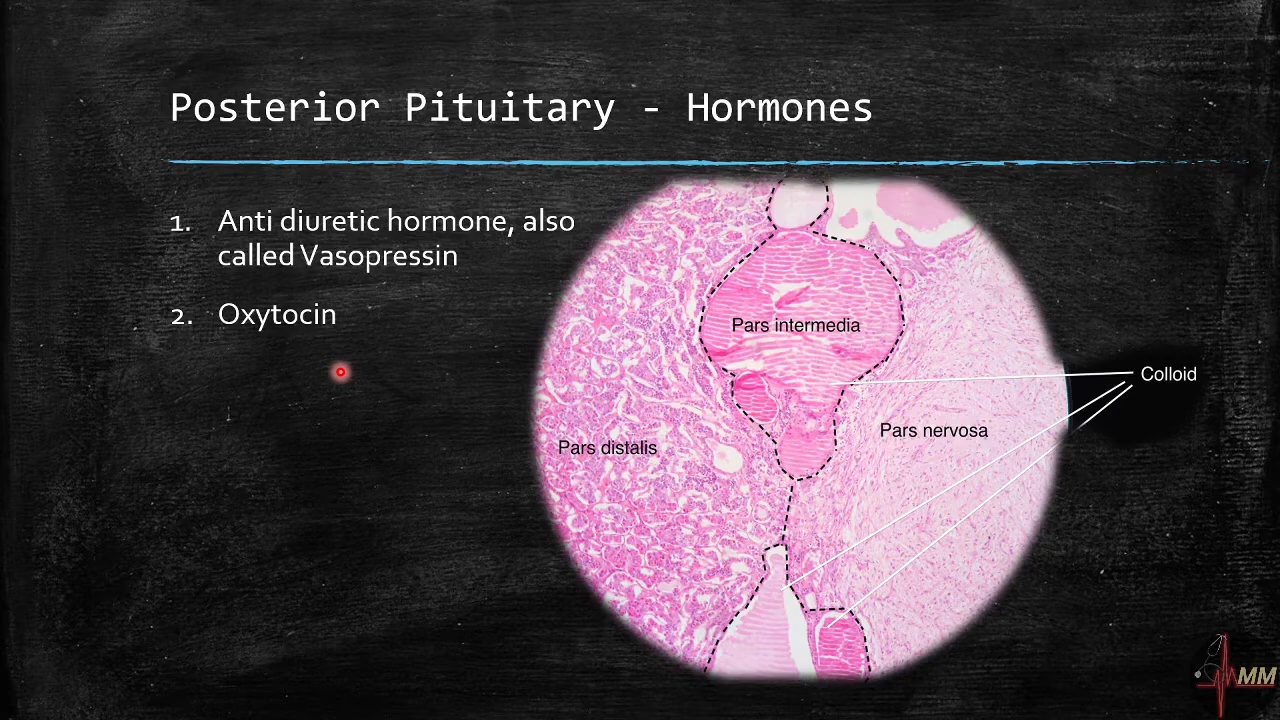 Posterior Pituitary - Hormones
1. Anti diuretic hormone, also
called Vasopressin
2. Oxytocin
Pars intermedia
Colloid
Pars nervosa
Pars distalis
MM